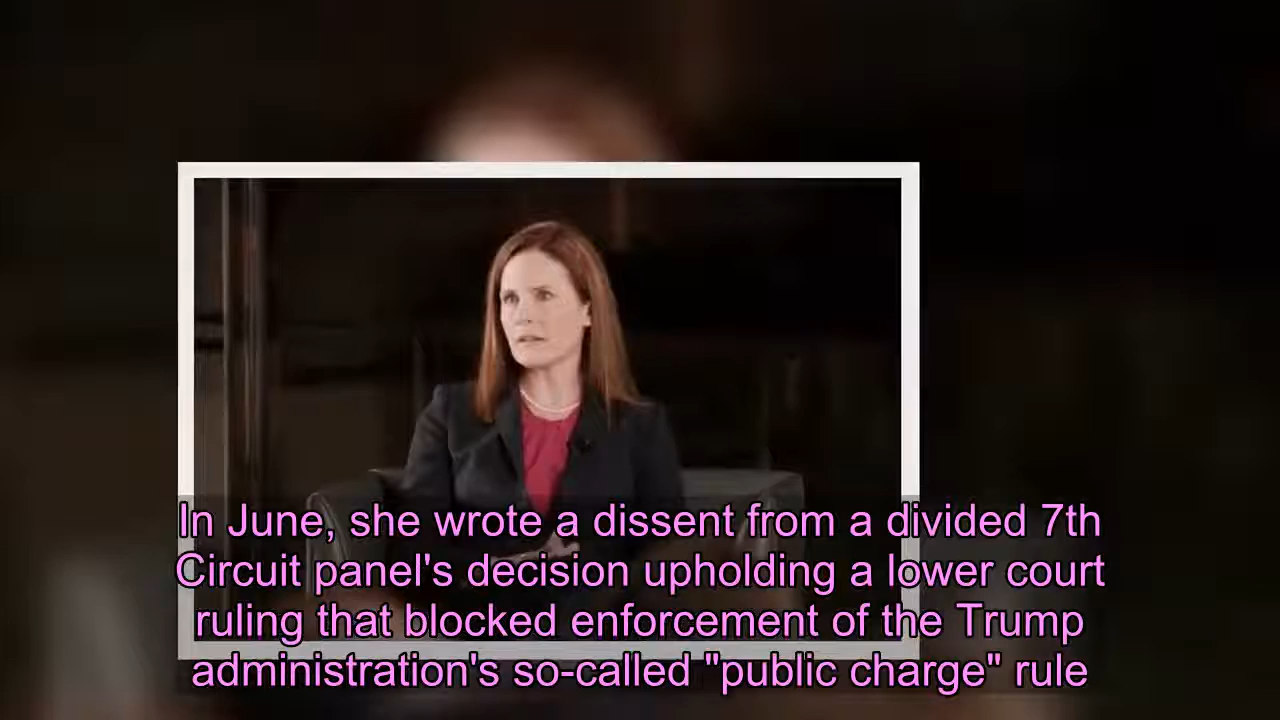 In June, she wrote a dissent from a divided 7th
Circuit panel's decision upholding a lower court
ruling that blocked enforcement of the Trump
administration's so-called "public charge" rule